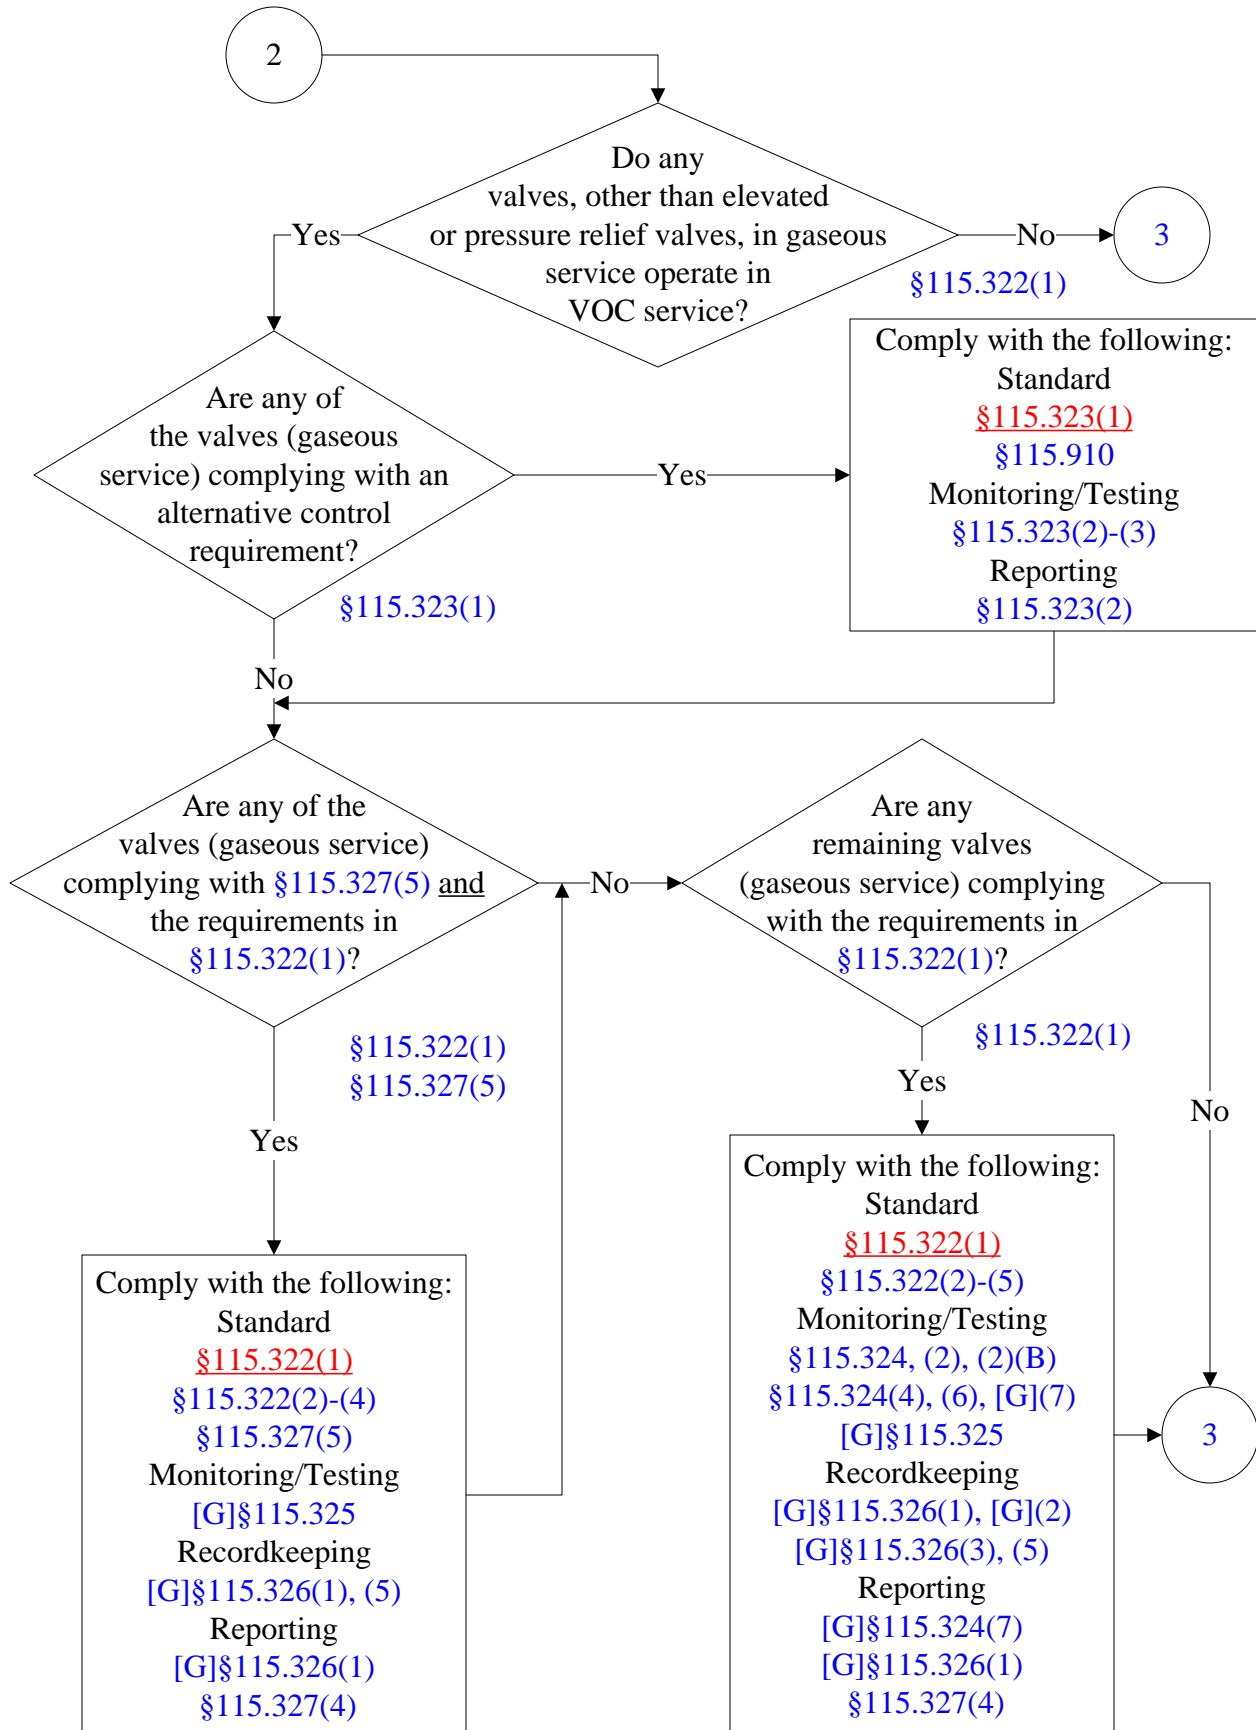 2
Do any
valves, other than elevated
or pressure relief valves, in gaseous
service operate in
VOC service?
Yes
No
3
§115.322(1)
Are any of
the valves (gaseous
service) complying with an
alternative control
requirement?
Yes
§115.323(1)
No
Comply with the following:
Standard
§115.323(1)
§115.910
Monitoring/Testing
§115.323(2)-(3)
Reporting
§115.323(2)
Are any of the
valves (gaseous service)
complying with §115.327(5) and
the requirements in
§115.322(1)?
No
§115.322(1)
§115.327(5)
Yes
Are any
remaining valves
(gaseous service) complying
with the requirements in
§115.322(1)?
§115.322(1)
Yes
No
Comply with the following:
Standard
§115.322(1)
§115.322(2)-(4)
§115.327(5)
Monitoring/Testing
[G]§115.325
Recordkeeping
[G]§115.326(1), (5)
Reporting
[G]§115.326(1)
§115.327(4)
Comply with the following:
Standard
§115.322(1)
§115.322(2)-(5)
Monitoring/Testing
§115.324, (2), (2)(B)
§115.324(4), (6), [G](7)
[G]§115.325
Recordkeeping
[G]§115.326(1), [G](2)
[G]§115.326(3), (5)
Reporting
[G]§115.324(7)
[G]§115.326(1)
§115.327(4)
3